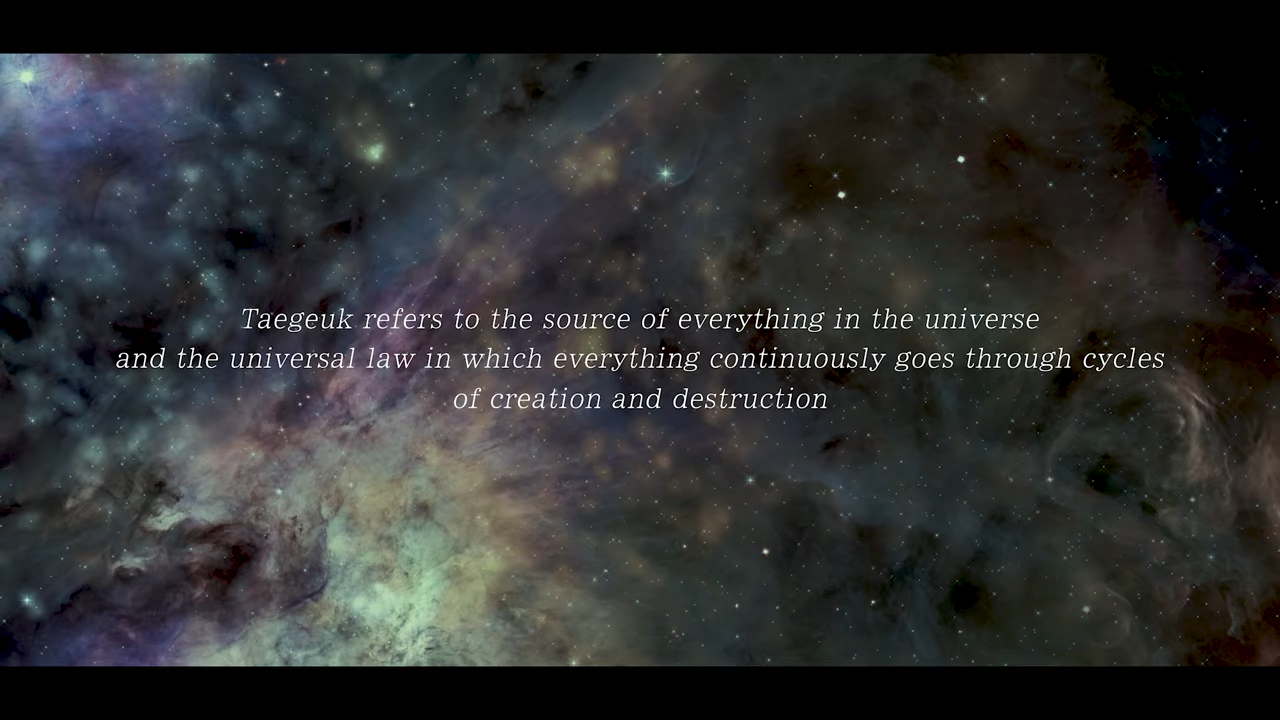 Taegeuk refers to the source of everything in the universe
and the universal law in which everything continuously goes through cycles
of creation and destruction